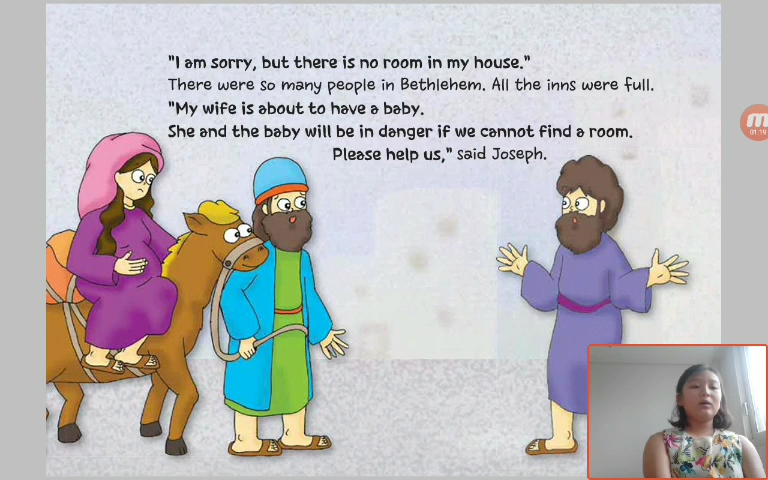 "I am sorry, but there is no room in my house."
There were so many people in Bethlehem. All the inns were full.
"My wife is about to have a baby.
She and the baby will be in danger if we cannot find a room.
Please help us," said Joseph.
01:19